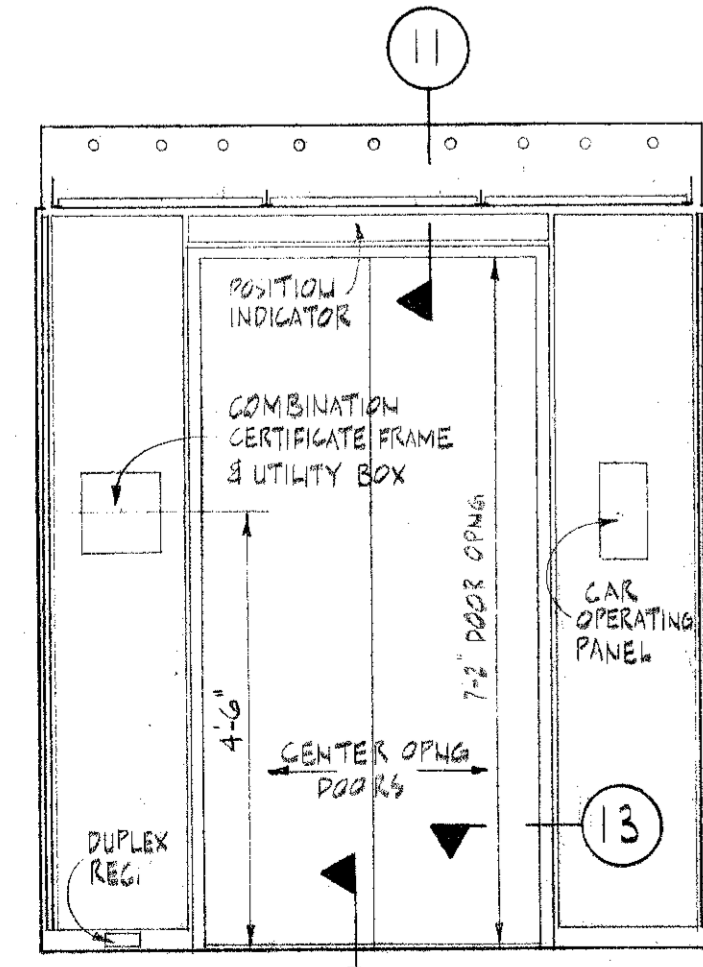 11
POSITION
INDICATOR
COMBINATION
CERTIFICATE FRAME
& UTILITY BOX
7'-2" DOOR OPNG
CAR
OPERATING
PANEL
4'-6"
CENTER OPNG
DOORS
13
DUPLEX